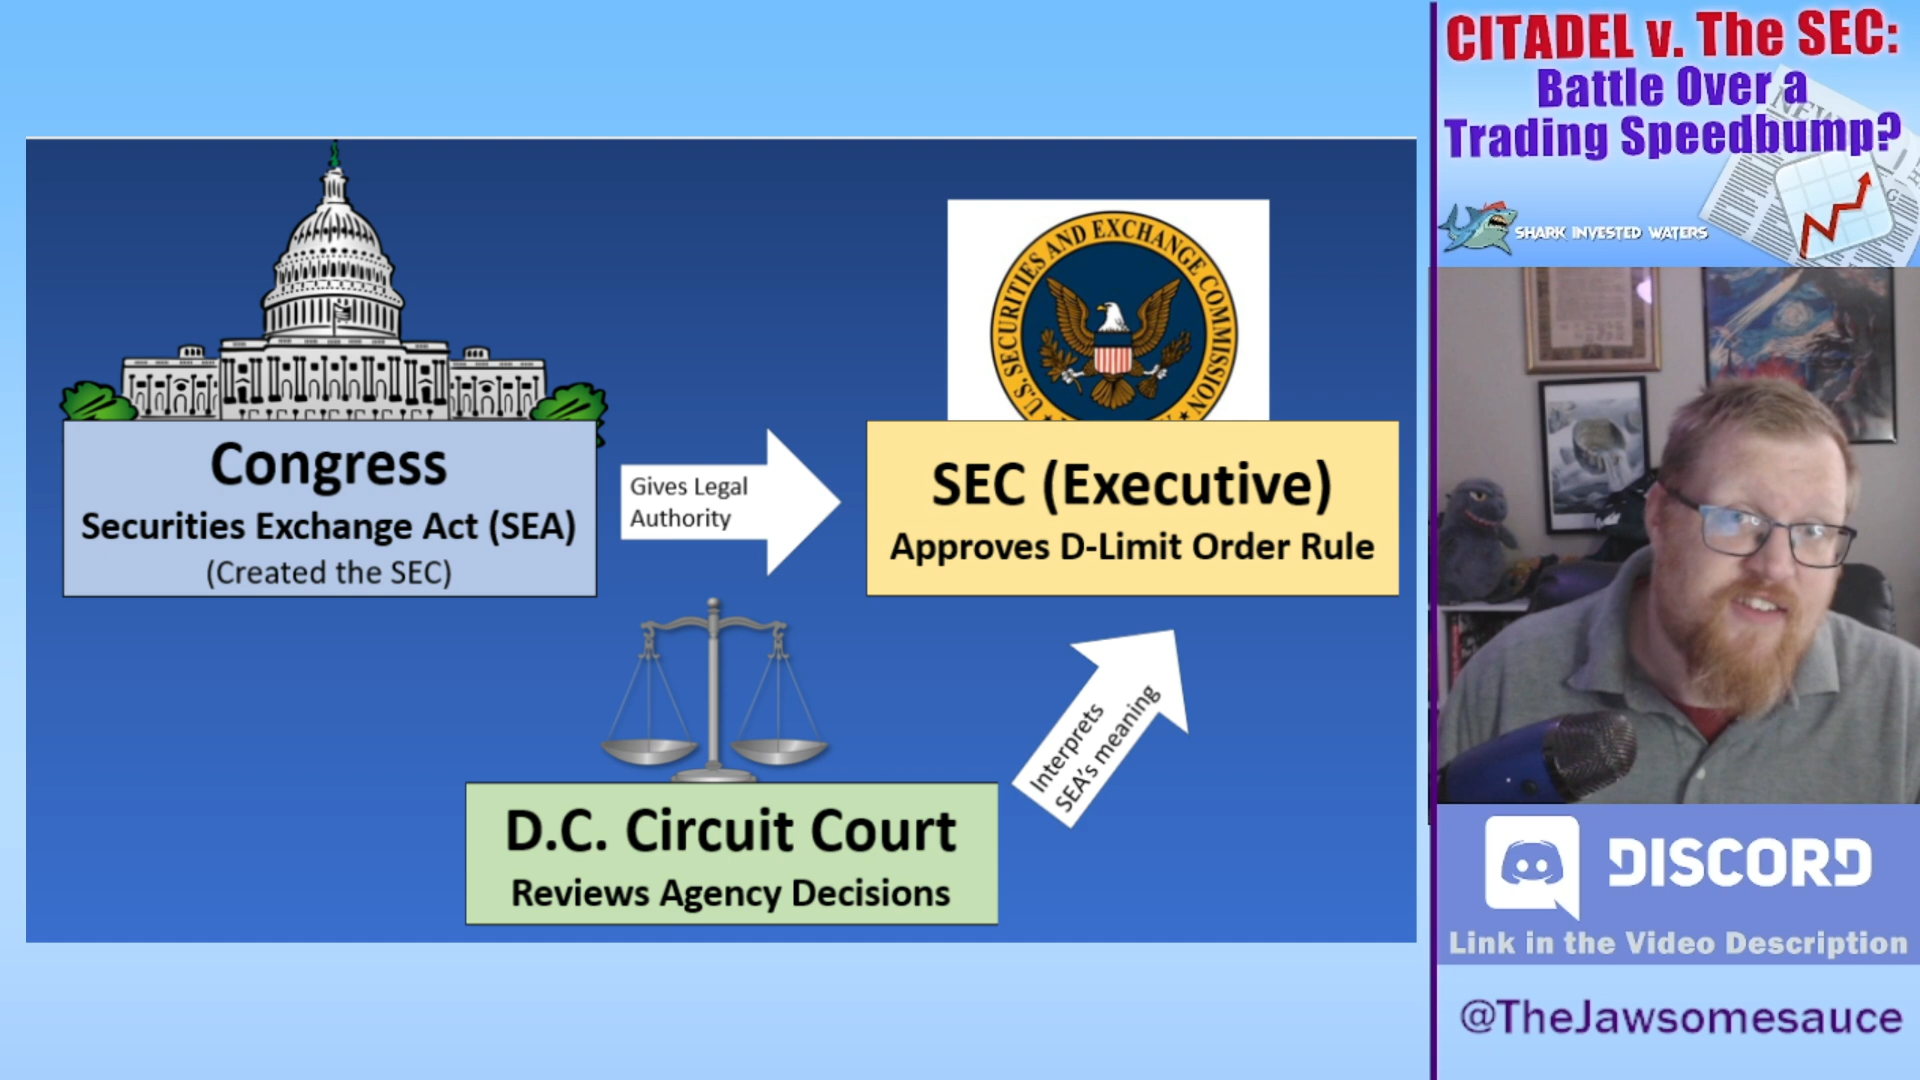 CITADEL v. The SEC:
Battle Over a
Trading Speedbump?
NEW
SHARK INVESTED WATERS
U.S. SECURITIES AND EXCHANGE COMMISSION
Congress
Securities Exchange Act (SEA)
(Created the SEC)
Gives Legal
Authority
SEC (Executive)
Approves D-Limit Order Rule
Interprets
SEA's meaning
D.C. Circuit Court
Reviews Agency Decisions
DISCORD
Link in the Video Description
@TheJawsomesauce